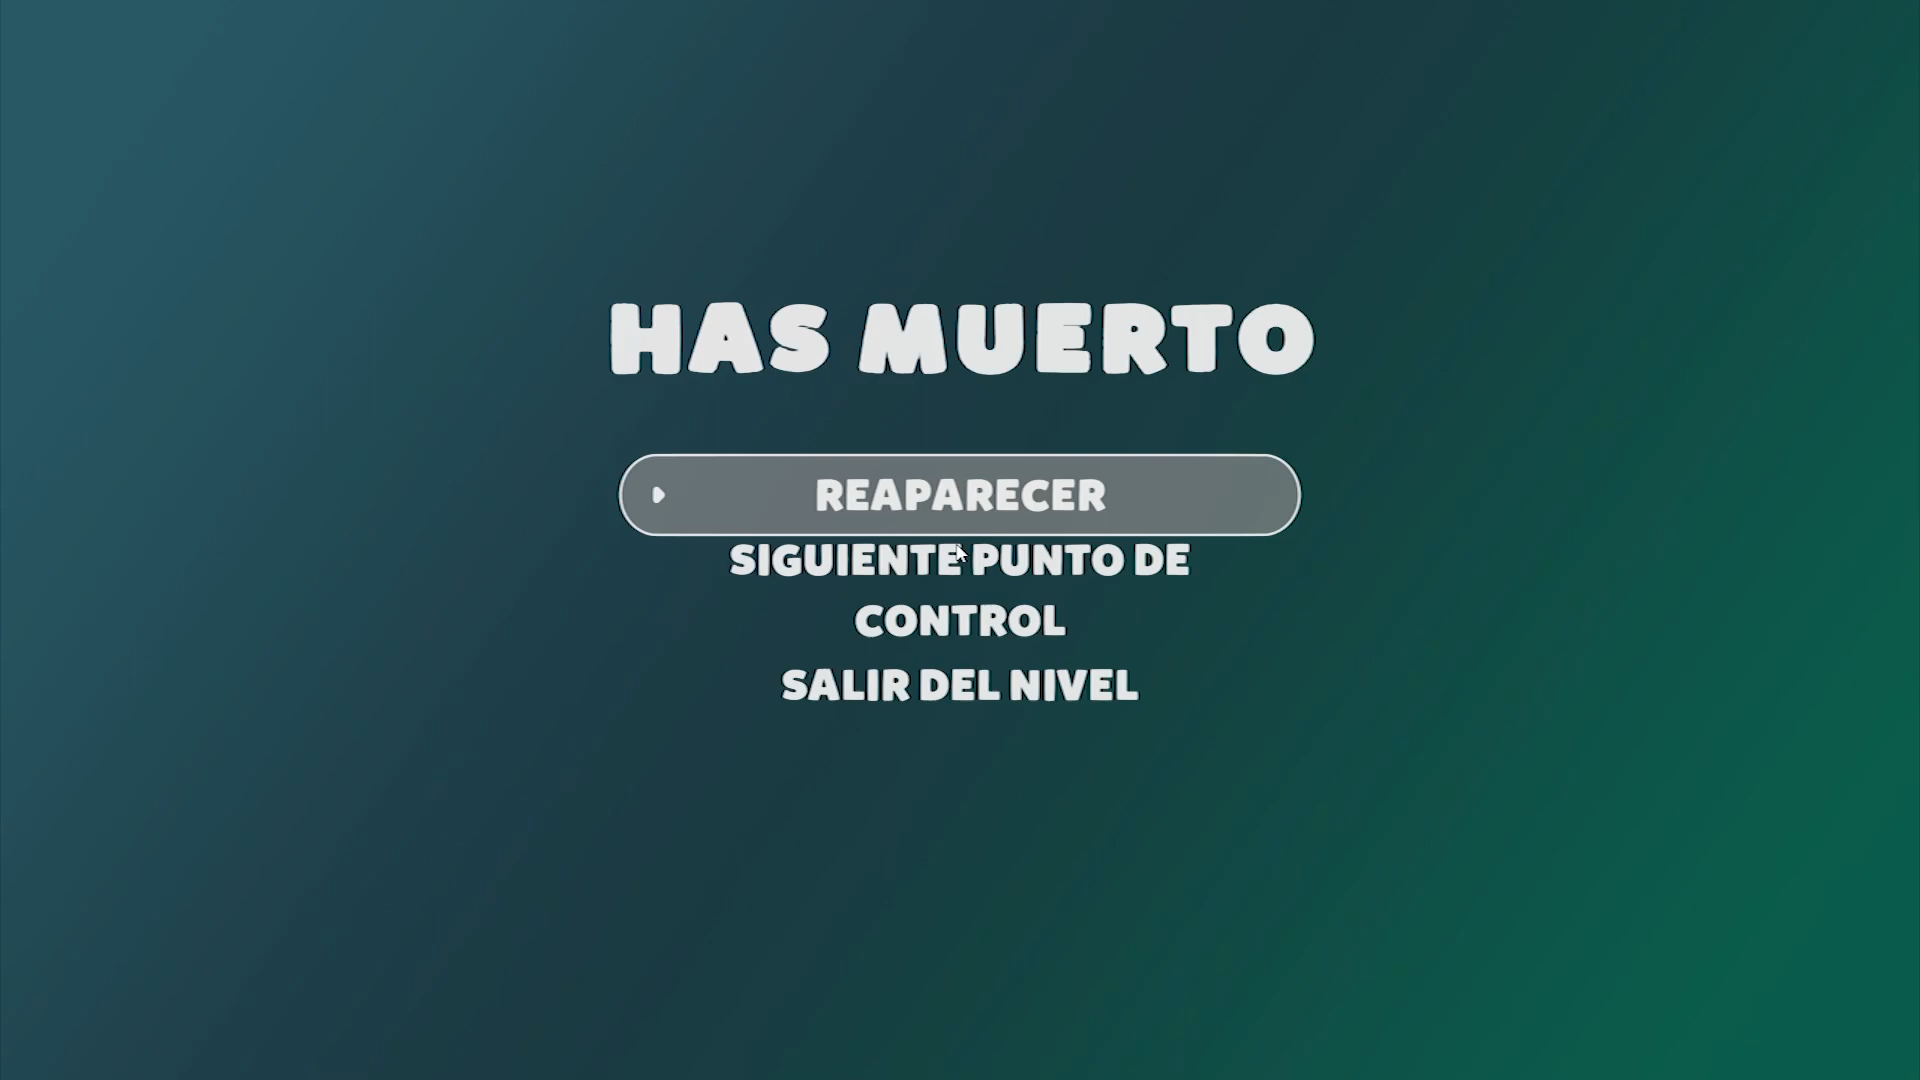 HAS MUERTO
REAPARECER
SIGUIENTE PUNTO DE
CONTROL
SALIR DEL NIVEL